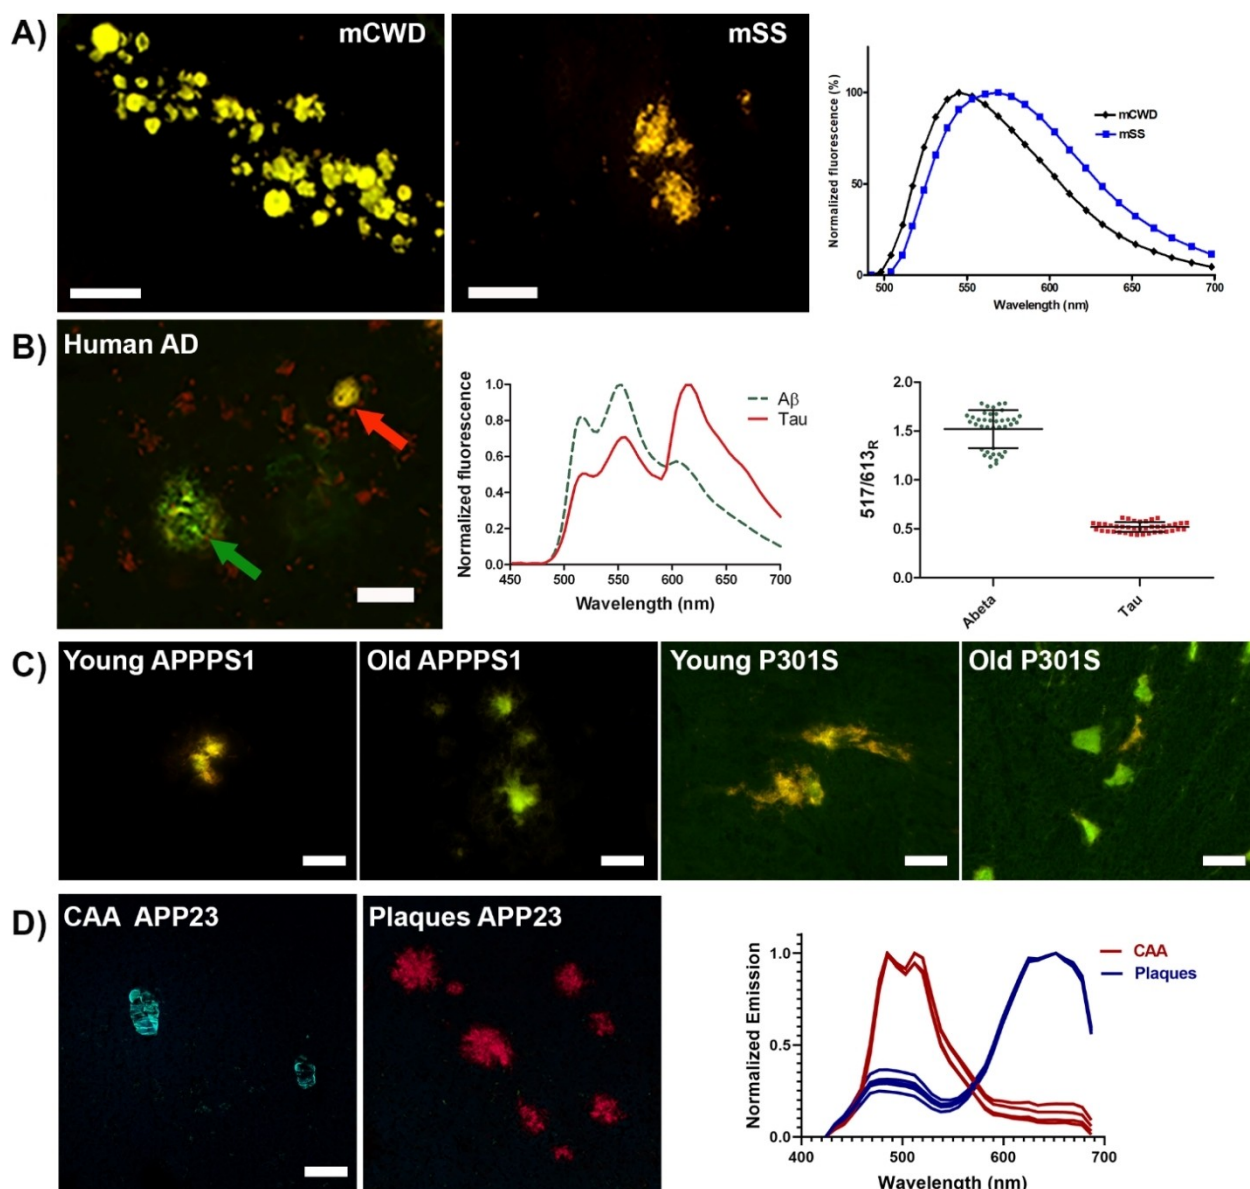 A)
mCWD
mSS
Normalized fluorescence (%)
100
50
0
500 550 600 650 700
Wavelength (nm)
mCWD
mSS
B)
Human AD
Normalized fluorescence
1.0
0.8
0.6
0.4
0.2
0.0
450 500 550 600 650 700
Wavelength (nm)
Aβ
Tau
517/613R
2.0
1.5
1.0
0.5
0.0
Abeta
Tau
C)
Young APPPS1
Old APPPS1
Young P301S
Old P301S
D)
CAA APP23
Plaques APP23
Normalized Emission
1.0
0.5
0.0
400 500 600 700
Wavelength (nm)
CAA
Plaques